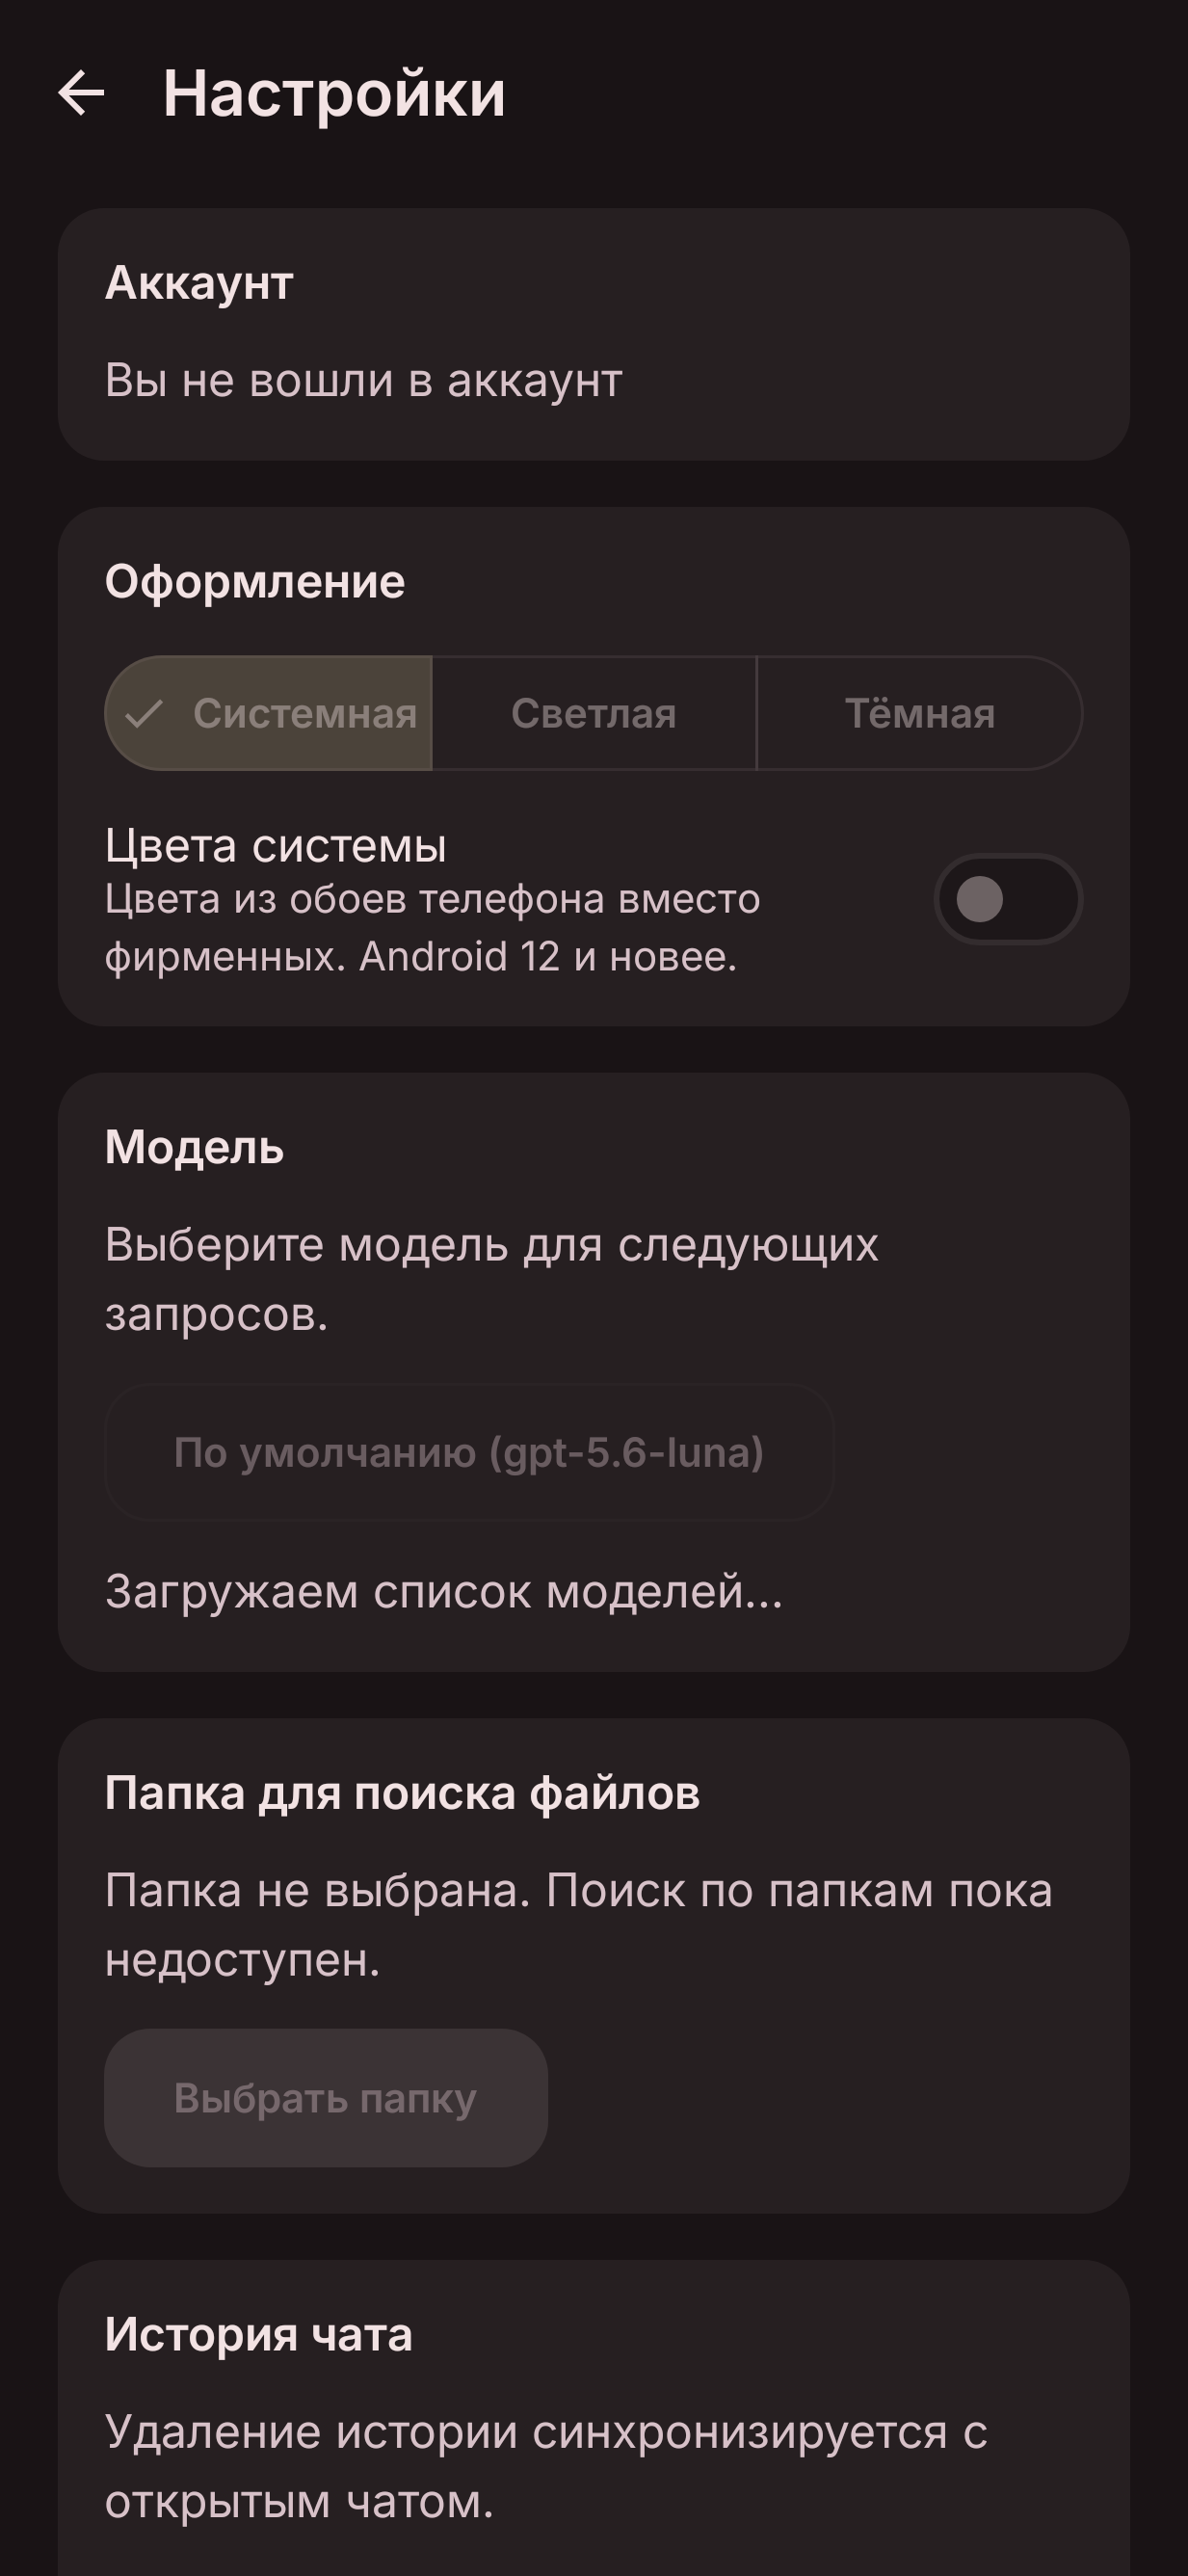 Настройки
Аккаунт
Вы не вошли в аккаунт
Оформление
Системная
Светлая
Тёмная
Цвета системы
Цвета из обоев телефона вместо
фирменных. Android 12 и новее.
Модель
Выберите модель для следующих
запросов.
По умолчанию (gpt-5.6-luna)
Загружаем список моделей...
Папка для поиска файлов
Папка не выбрана. Поиск по папкам пока
недоступен.
Выбрать папку
История чата
Удаление истории синхронизируется с
открытым чатом.